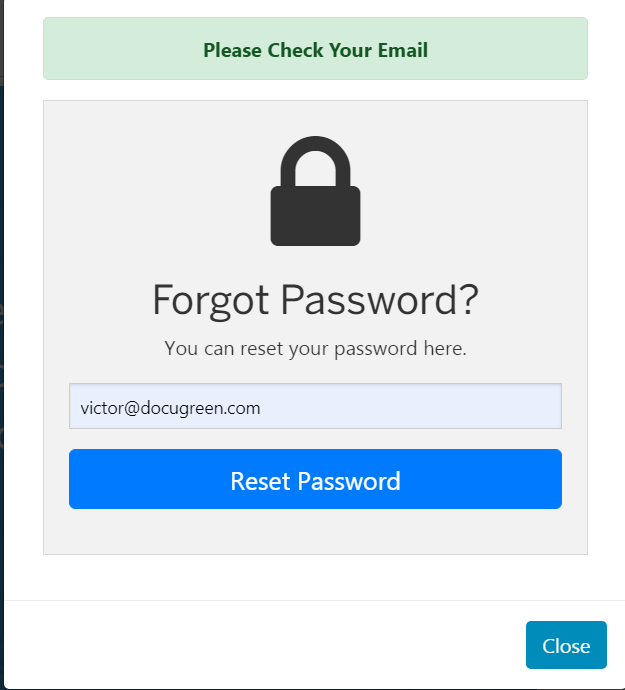 Please Check Your Email
Forgot Password?
You can reset your password here.
victor@docugreen.com
Reset Password
Close